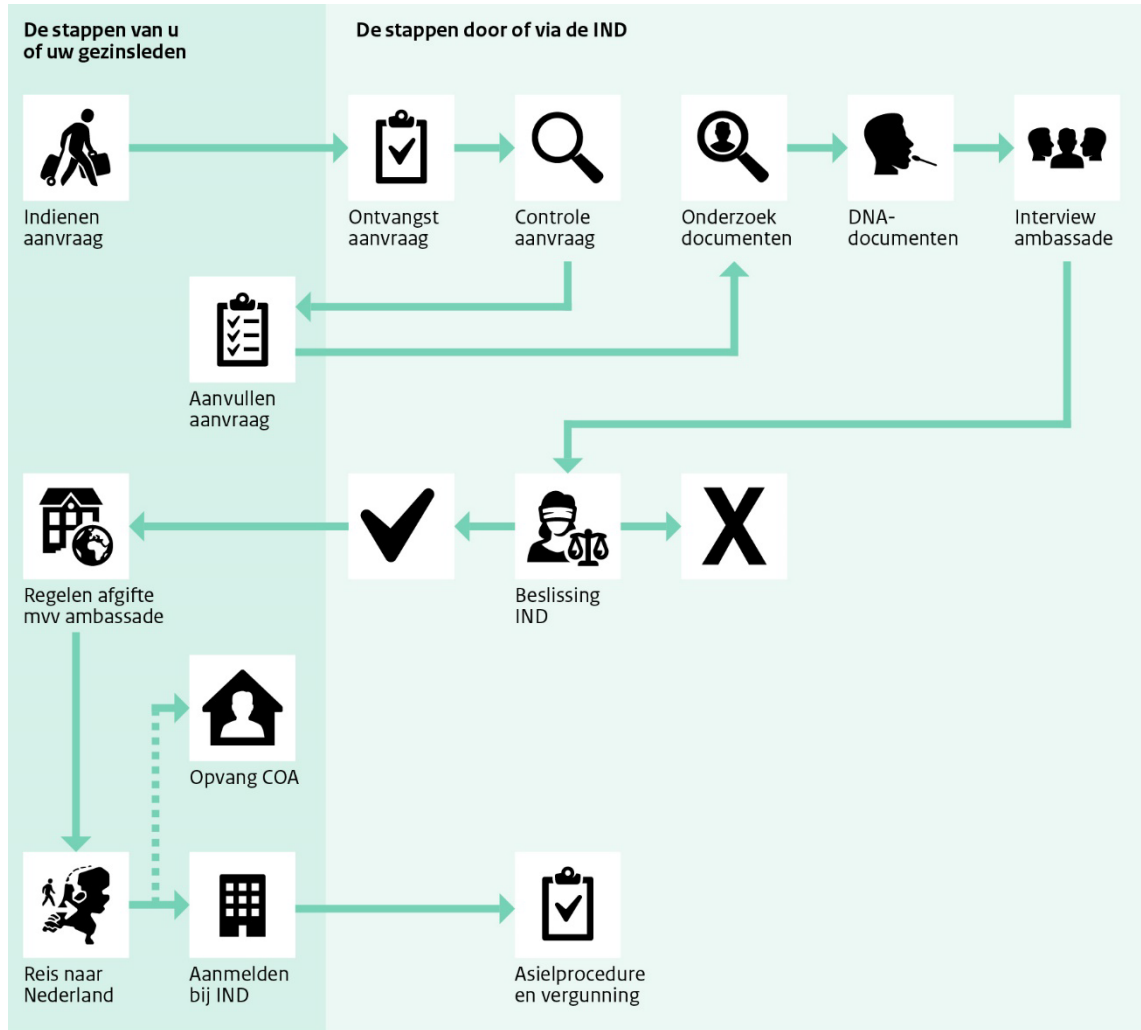 De stappen van u
of uw gezinsleden
De stappen door of via de IND
Indienen
aanvraag
Ontvangst
aanvraag
Controle
aanvraag
Onderzoek
documenten
DNA-
documenten
Interview
ambassade
Aanvullen
aanvraag
Regelen afgifte
mvv ambassade
X
Beslissing
IND
Opvang COA
Reis naar
Nederland
Aanmelden
bij IND
Asielprocedure
en vergunning